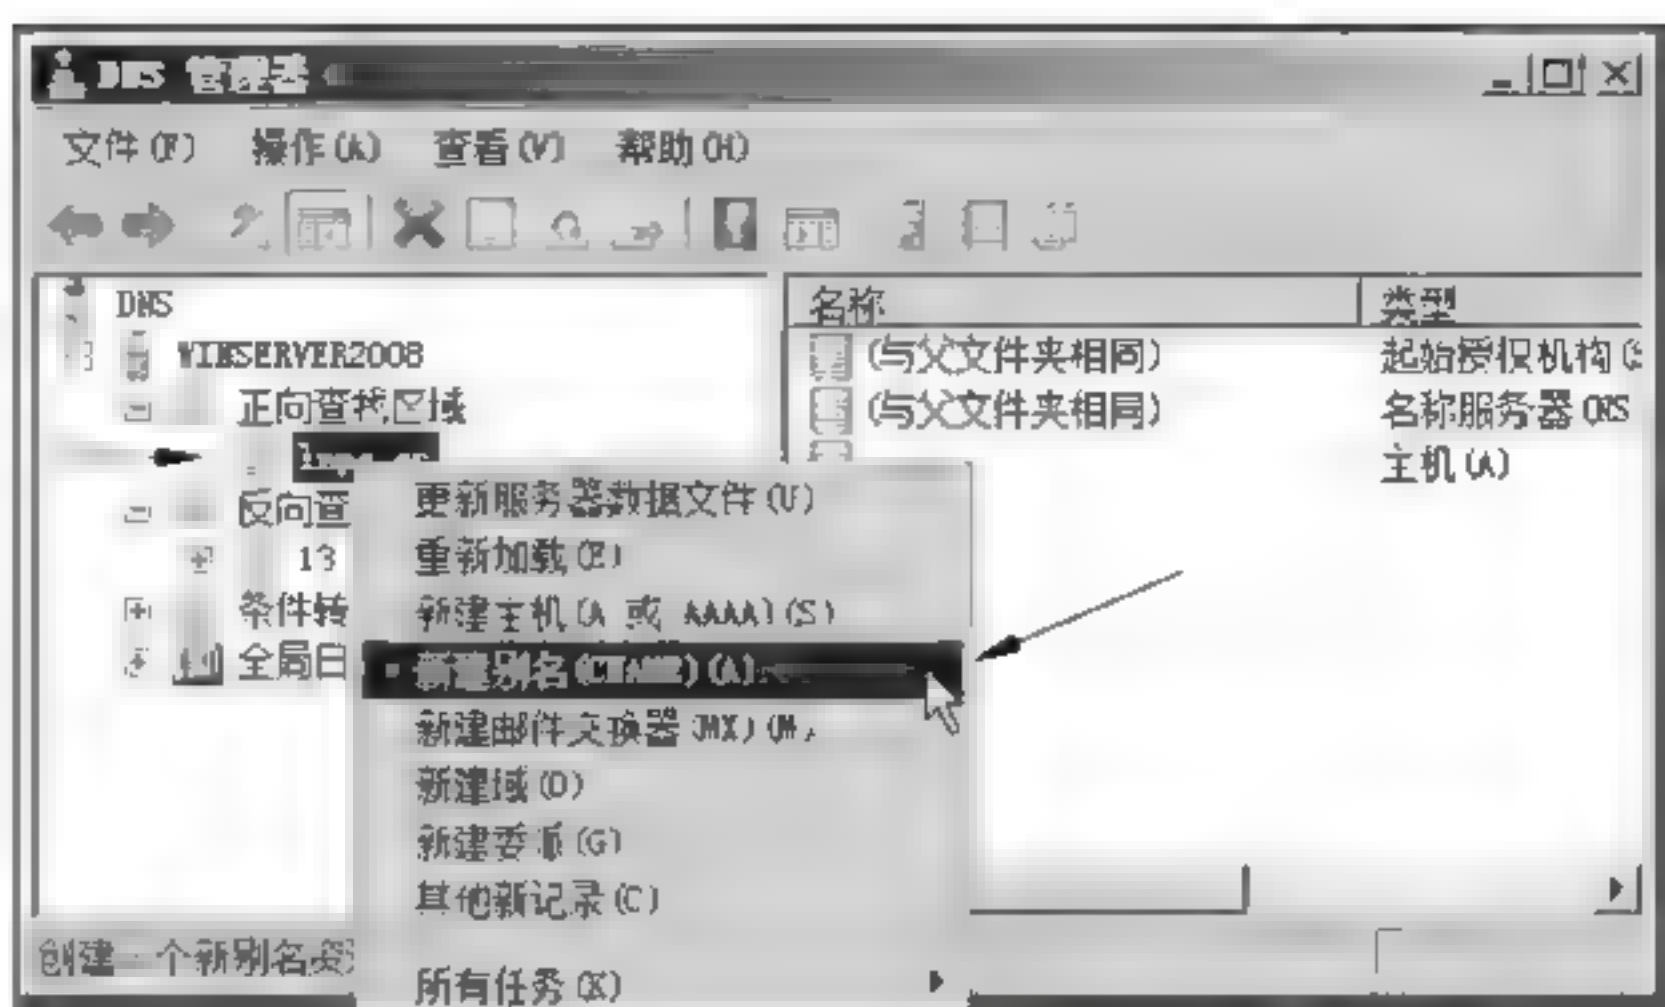 DNS 管理器
文件(F) 操作(A) 查看(V) 帮助(H)
DNS
WINSERVER2008
正向查找区域
反向查
13
条件转
全局日
名称 类型
(与父文件夹相同) 起始授权机构(S
(与父文件夹相同) 名称服务器(NS
主机(A)
更新服务器数据文件(U)
重新加载(E)
新建主机(A 或 AAAA)(S)
新建别名(CNAME)(A)...
新建邮件交换器(MX)(M)
新建域(O)
新建委派(G)
其他新记录(C)
所有任务(K)
创建一个新别名资